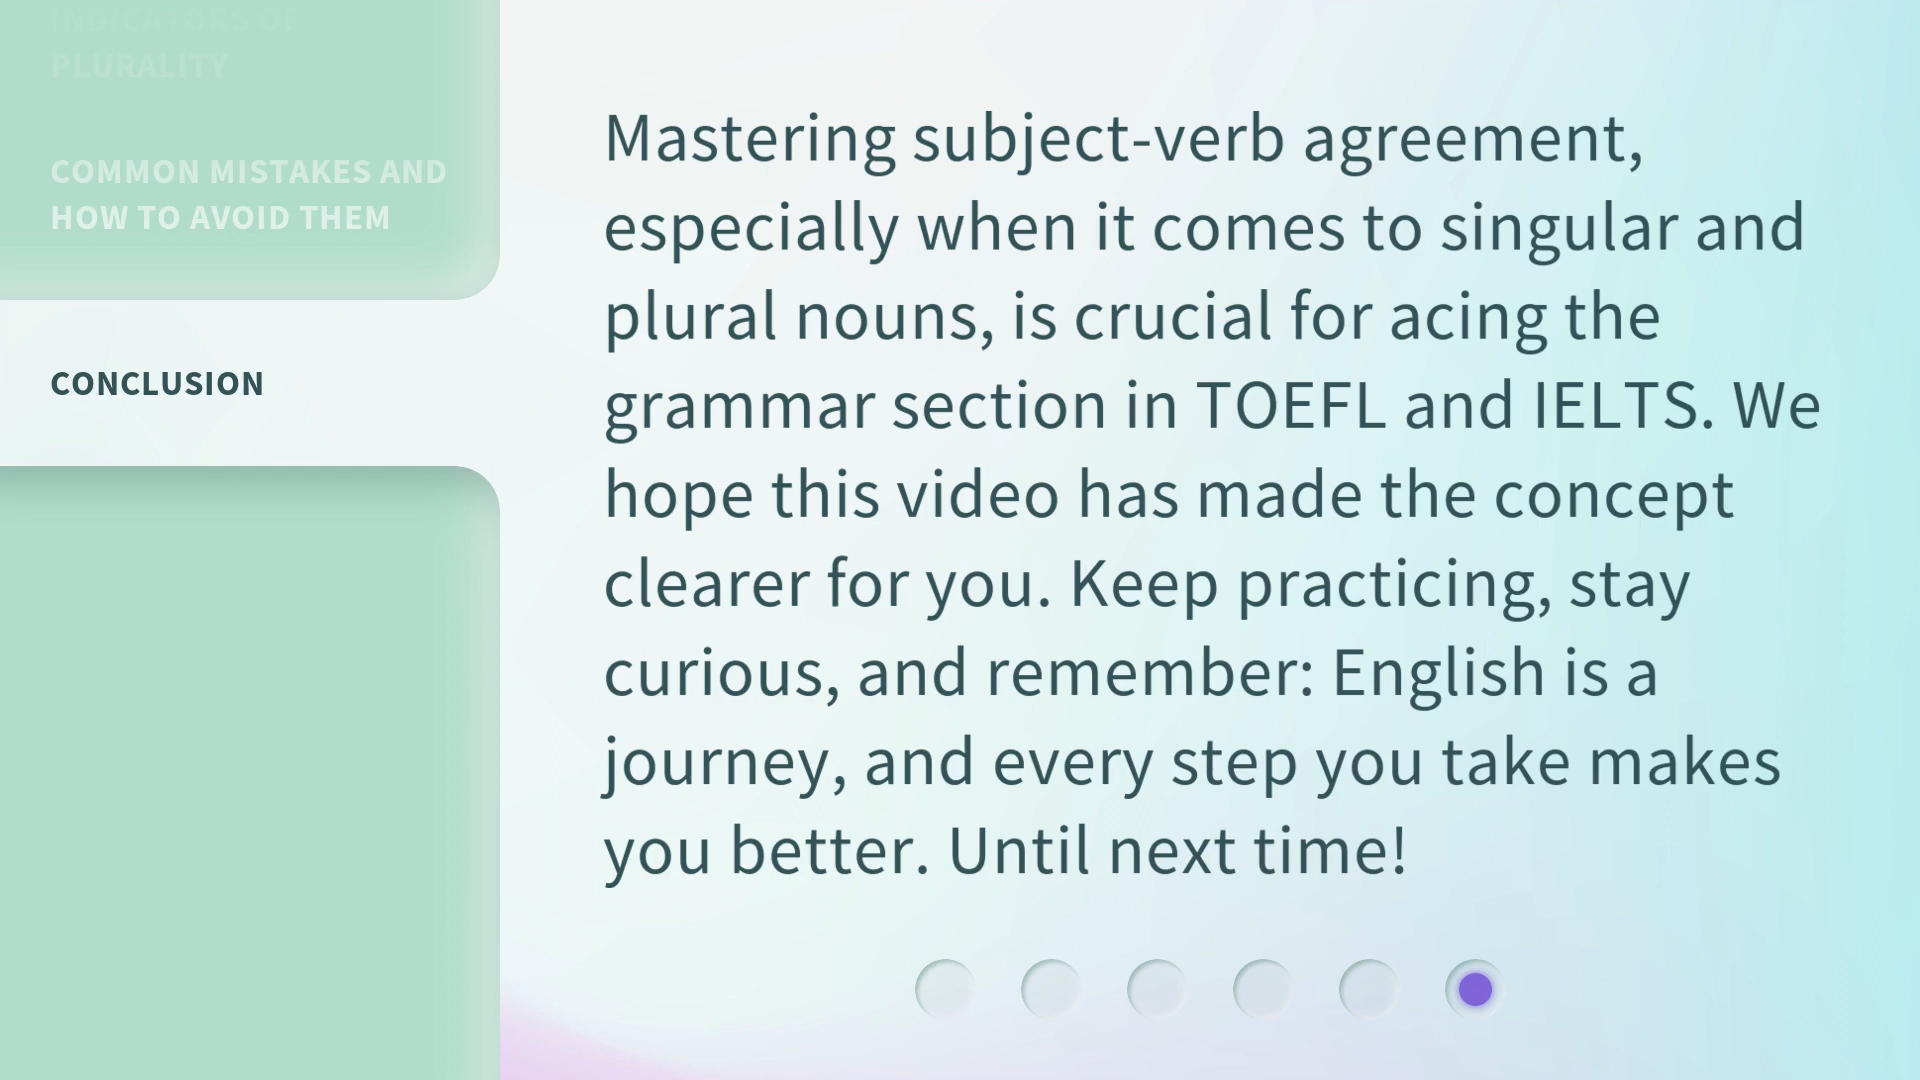 INDICATORS OF
PLURALITY
COMMON MISTAKES AND
HOW TO AVOID THEM
CONCLUSION
Mastering subject-verb agreement,
especially when it comes to singular and
plural nouns, is crucial for acing the
grammar section in TOEFL and IELTS. We
hope this video has made the concept
clearer for you. Keep practicing, stay
curious, and remember: English is a
journey, and every step you take makes
you better. Until next time!